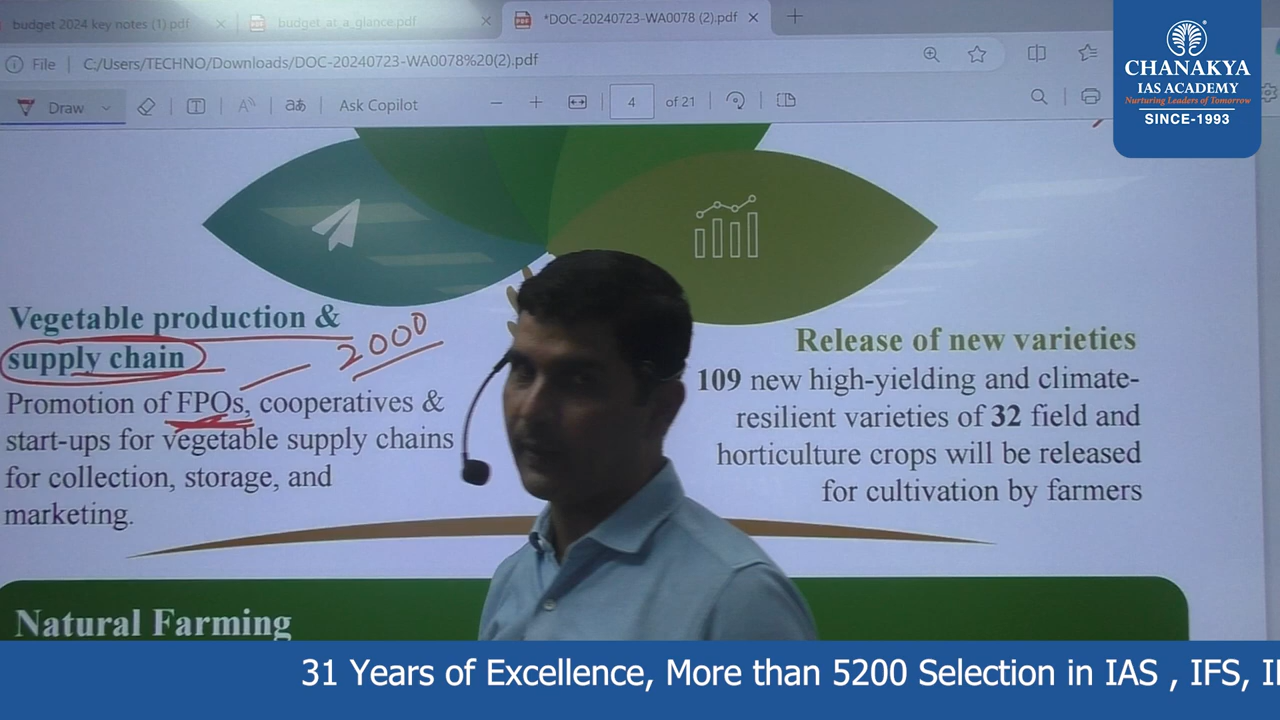 budget 2024 key notes (1).pdf
budget_at_a_glance.pdf
*DOC-20240723-WA0078 (2).pdf
File | C:/Users/TECHNO/Downloads/DOC-20240723-WA0078%20(2).pdf
Draw
Ask Copilot
4 of 21
CHANAKYA
IAS ACADEMY
Nurturing Leaders of Tomorrow
SINCE-1993
Vegetable production &
supply chain
2000
Promotion of FPOs, cooperatives &
start-ups for vegetable supply chains
for collection, storage, and
marketing.
Release of new varieties
109 new high-yielding and climate-
resilient varieties of 32 field and
horticulture crops will be released
for cultivation by farmers
Natural Farming
31 Years of Excellence, More than 5200 Selection in IAS , IFS,